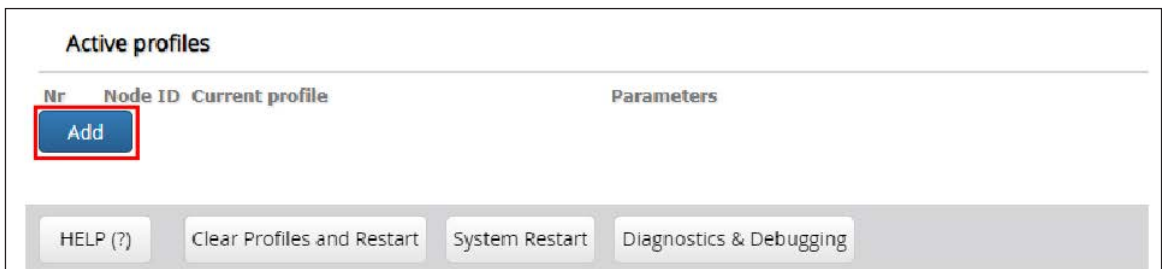 Active profiles
Nr Node ID Current profile Parameters
Add
HELP (?) Clear Profiles and Restart System Restart Diagnostics & Debugging